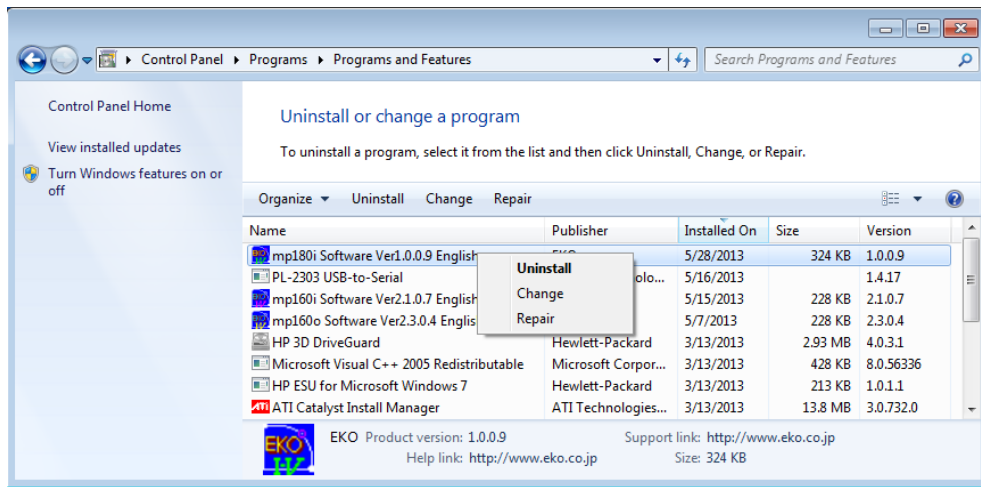 Control Panel Programs Programs and Features Search Programs and Features
Control Panel Home
View installed updates
Turn Windows features on or
off
Uninstall or change a program
To uninstall a program, select it from the list and then click Uninstall, Change, or Repair.
Organize Uninstall Change Repair
Name Publisher Installed On Size Version
mp180i Software Ver1.0.0.9 English 5/28/2013 324 KB 1.0.0.9
PL-2303 USB-to-Serial olo... 5/16/2013 1.4.17
mp160i Software Ver2.1.0.7 English 5/15/2013 228 KB 2.1.0.7
mp160o Software Ver2.3.0.4 Englis 5/7/2013 228 KB 2.3.0.4
HP 3D DriveGuard Hewlett-Packard 3/13/2013 2.93 MB 4.0.3.1
Microsoft Visual C++ 2005 Redistributable Microsoft Corpor... 3/13/2013 428 KB 8.0.56336
HP ESU for Microsoft Windows 7 Hewlett-Packard 3/13/2013 213 KB 1.0.1.1
ATI Catalyst Install Manager ATI Technologies... 3/13/2013 13.8 MB 3.0.732.0
Uninstall
Change
Repair
EKO
I-V
EKO Product version: 1.0.0.9 Support link: http://www.eko.co.jp
Help link: http://www.eko.co.jp Size: 324 KB